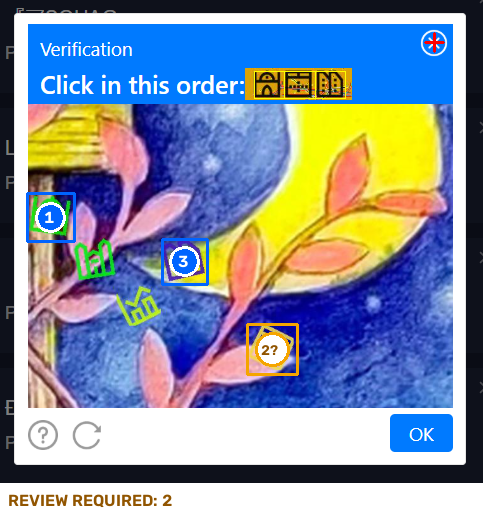 Verification
Click in this order:
1
3
2?
OK
REVIEW REQUIRED: 2